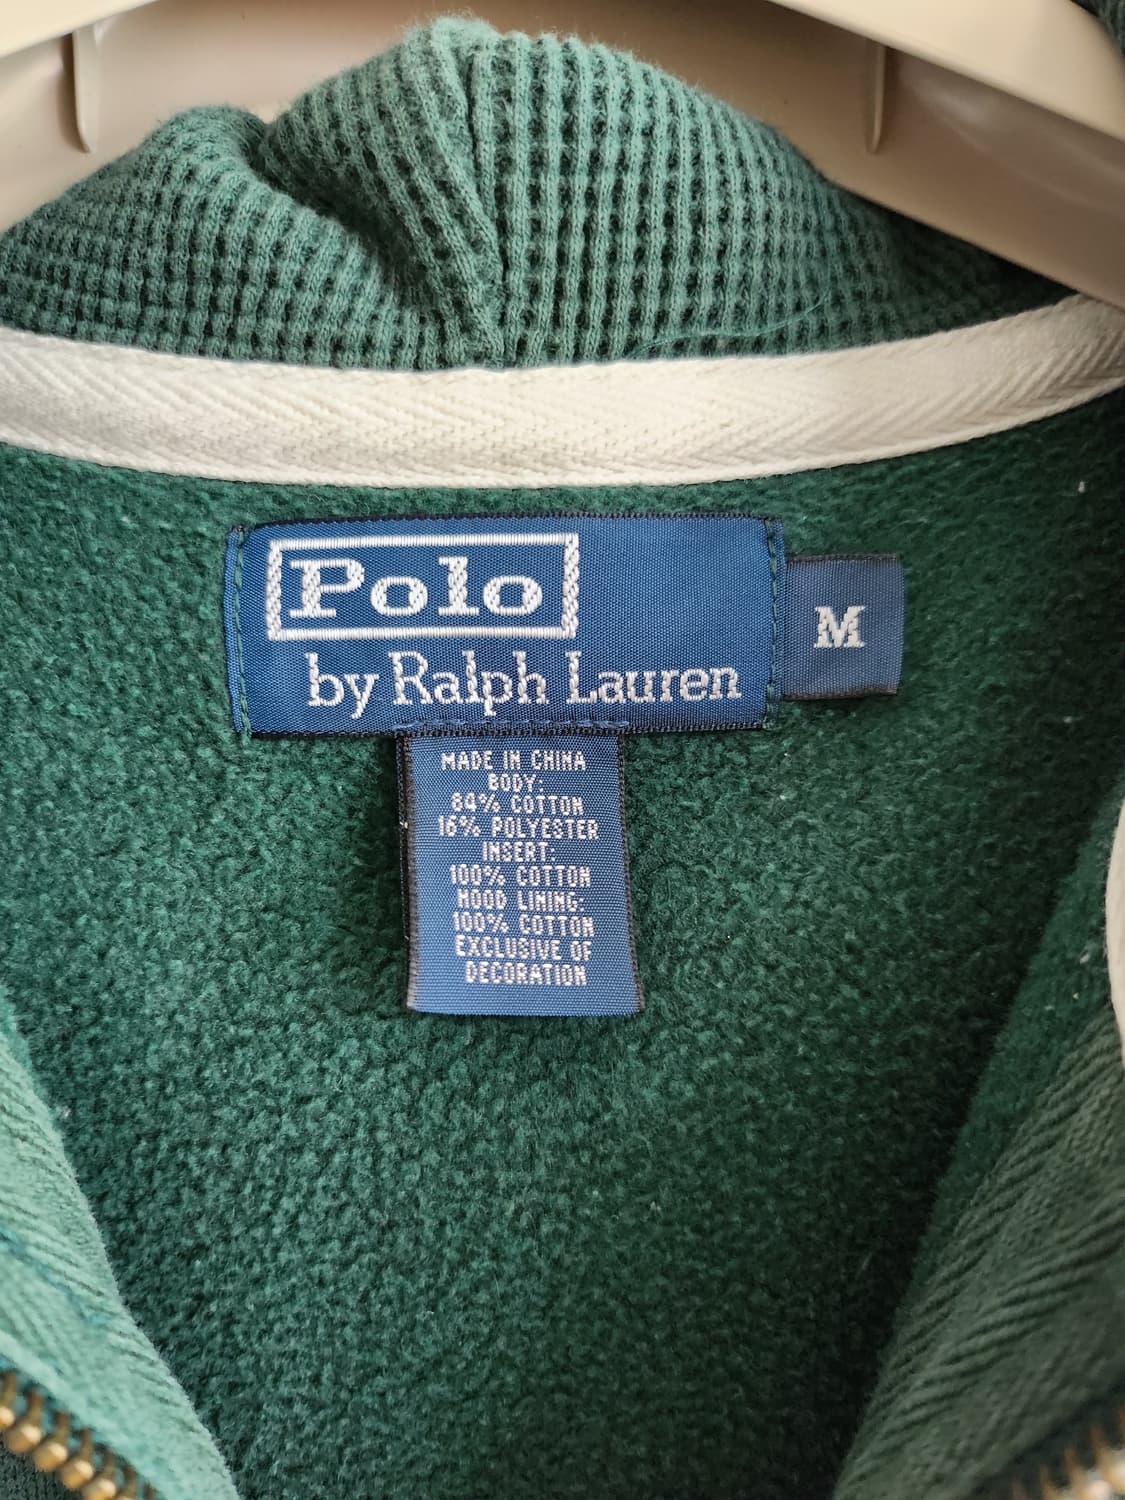 Polo
by Ralph Lauren
M
MADE IN CHINA
BODY:
84% COTTON
16% POLYESTER
INSERT:
100% COTTON
HOOD LINING:
100% COTTON
EXCLUSIVE OF
DECORATION